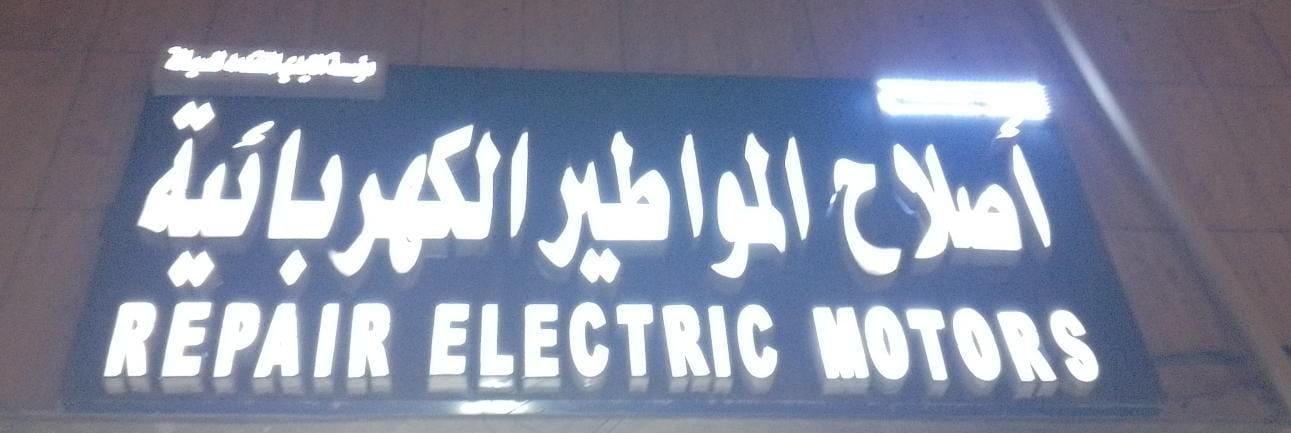 أصلاح المواطير الكهربائية
REPAIR ELECTRIC MOTORS